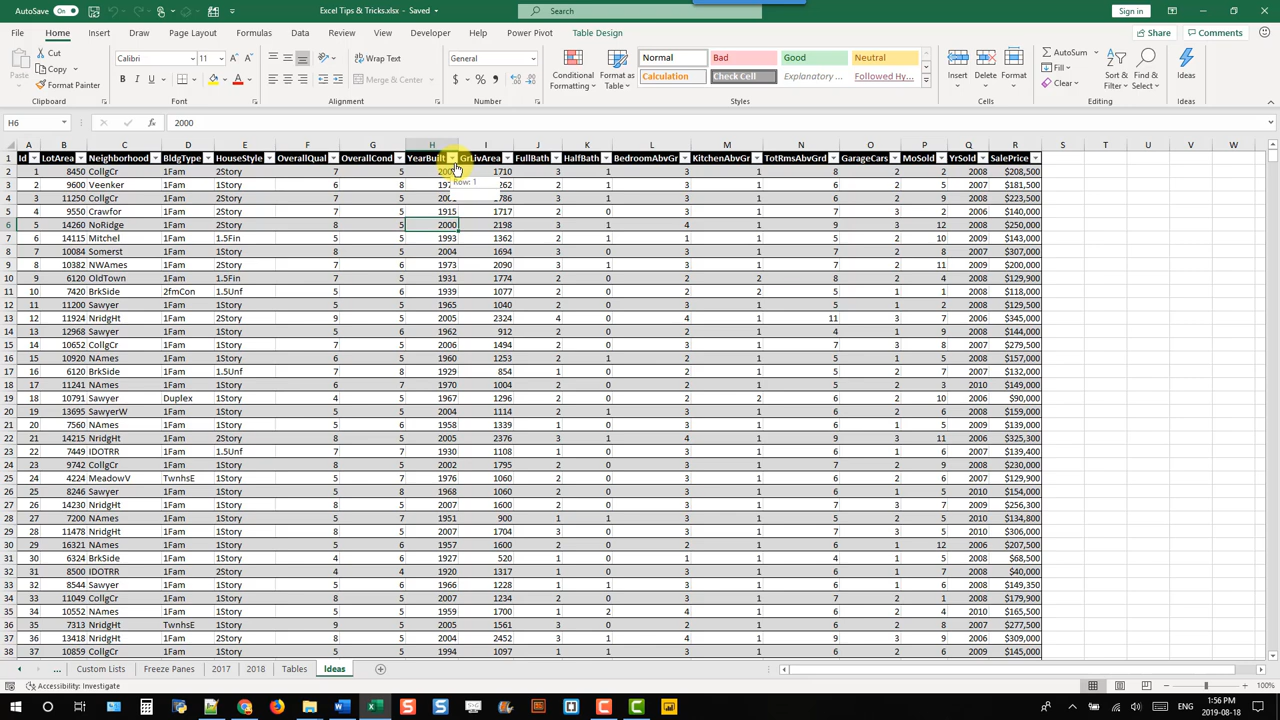 AutoSave On Excel Tips & Tricks.xlsx - Saved Search Sign in
File Home Insert Draw Page Layout Formulas Data Review View Developer Help Power Pivot Table Design Share Comments
Paste Cut Copy Format Painter Clipboard
Calibri 11 B I U A Font
Wrap Text Merge & Center Alignment
General $ % Number
Conditional Formatting Format as Table Normal Bad Good Neutral Calculation Check Cell Explanatory ... Followed Hy... Styles
Insert Delete Format Cells
AutoSum Fill Clear Sort & Filter Find & Select Editing
Ideas Ideas
H6 fx 2000
A B C D E F G H I J K L M N O P Q R S T U V W
1 Id LotArea Neighborhood BldgType HouseStyle OverallQual OverallCond YearBuilt GrLivArea FullBath HalfBath BedroomAbvGr KitchenAbvGr TotRmsAbvGrd GarageCars MoSold YrSold SalePrice
2 1 8450 CollgCr 1Fam 2Story 7 5 1710 3 1 3 1 8 2 2 2008 $208,500
Row: 1
3 2 9600 Veenker 1Fam 1Story 6 8 262 2 1 3 1 6 2 5 2007 $181,500
4 3 11250 CollgCr 1Fam 2Story 7 5 786 3 1 3 1 6 2 9 2008 $223,500
5 4 9550 Crawfor 1Fam 2Story 7 5 1915 1717 2 0 3 1 7 3 2 2006 $140,000
6 5 14260 NoRidge 1Fam 2Story 8 5 2000 2198 3 1 4 1 9 3 12 2008 $250,000
7 6 14115 Mitchel 1Fam 1.5Fin 5 5 1993 1362 2 1 1 1 5 2 10 2009 $143,000
8 7 10084 Somerst 1Fam 1Story 8 5 2004 1694 3 0 3 1 7 2 8 2007 $307,000
9 8 10382 NWAmes 1Fam 2Story 7 6 1973 2090 3 1 3 1 7 2 11 2009 $200,000
10 9 6120 OldTown 1Fam 1.5Fin 7 5 1931 1774 2 0 2 2 8 2 4 2008 $129,900
11 10 7420 BrkSide 2fmCon 1.5Unf 5 6 1939 1077 2 0 2 2 5 1 1 2008 $118,000
12 11 11200 Sawyer 1Fam 1Story 5 5 1965 1040 2 0 3 1 5 1 2 2008 $129,500
13 12 11924 NridgHt 1Fam 2Story 9 5 2005 2324 4 0 4 1 11 3 7 2006 $345,000
14 13 12968 Sawyer 1Fam 1Story 5 6 1962 912 2 0 2 1 4 1 9 2008 $144,000
15 14 10652 CollgCr 1Fam 1Story 7 5 2006 1494 2 0 3 1 7 3 8 2007 $279,500
16 15 10920 NAmes 1Fam 1Story 6 5 1960 1253 2 1 2 1 5 1 5 2008 $157,000
17 16 6120 BrkSide 1Fam 1.5Unf 7 8 1929 854 1 0 2 1 5 2 7 2007 $132,000
18 17 11241 NAmes 1Fam 1Story 6 7 1970 1004 2 0 2 1 5 2 3 2010 $149,000
19 18 10791 Sawyer Duplex 1Story 4 5 1967 1296 2 0 2 2 6 2 10 2006 $90,000
20 19 13695 SawyerW 1Fam 1Story 5 5 2004 1114 2 1 3 1 6 2 6 2008 $159,000
21 20 7560 NAmes 1Fam 1Story 5 6 1958 1339 1 0 3 1 6 1 5 2009 $139,000
22 21 14215 NridgHt 1Fam 2Story 8 5 2005 2376 4 1 4 1 9 3 11 2006 $325,300
23 22 7449 IDOTRR 1Fam 1.5Unf 7 7 1930 1108 1 0 3 1 6 1 6 2007 $139,400
24 23 9742 CollgCr 1Fam 1Story 8 5 2002 1795 3 0 3 1 7 2 9 2008 $230,000
25 24 4224 MeadowV TwnhsE 1Story 5 7 1976 1060 2 0 3 1 6 2 6 2007 $129,900
26 25 8246 Sawyer 1Fam 1Story 5 8 1968 1060 2 0 3 1 6 1 5 2010 $154,000
27 26 14230 NridgHt 1Fam 1Story 8 5 2007 1600 2 0 3 1 7 3 7 2009 $256,300
28 27 7200 NAmes 1Fam 1Story 5 7 1951 900 1 1 3 1 5 2 5 2010 $134,800
29 28 11478 NridgHt 1Fam 1Story 8 5 2007 1704 3 0 3 1 7 3 5 2010 $306,000
30 29 16321 NAmes 1Fam 1Story 5 6 1957 1600 2 0 2 1 6 1 12 2006 $207,500
31 30 6324 BrkSide 1Fam 1Story 4 6 1927 520 1 0 1 1 4 1 5 2008 $68,500
32 31 8500 IDOTRR 1Fam 2Story 4 4 1920 1317 1 0 3 1 6 1 7 2008 $40,000
33 32 8544 Sawyer 1Fam 1Story 5 6 1966 1228 1 1 3 1 6 1 6 2008 $149,350
34 33 11049 CollgCr 1Fam 1Story 8 5 2007 1234 2 0 3 1 7 2 1 2008 $179,900
35 34 10552 NAmes 1Fam 1Story 5 5 1959 1700 1 2 4 1 6 2 4 2010 $165,500
36 35 7313 NridgHt TwnhsE 1Story 9 5 2005 1561 3 0 2 1 6 3 8 2007 $277,500
37 36 13418 NridgHt 1Fam 2Story 8 5 2004 2452 3 1 4 1 9 3 6 2006 $309,000
38 37 10859 CollgCr 1Fam 1Story 5 5 1994 1097 2 0 3 1 6 2 6 2009 $145,000
... Custom Lists Freeze Panes 2017 2018 Tables Ideas
Accessibility: Investigate 100%
ENG 1:56 PM 2019-08-18